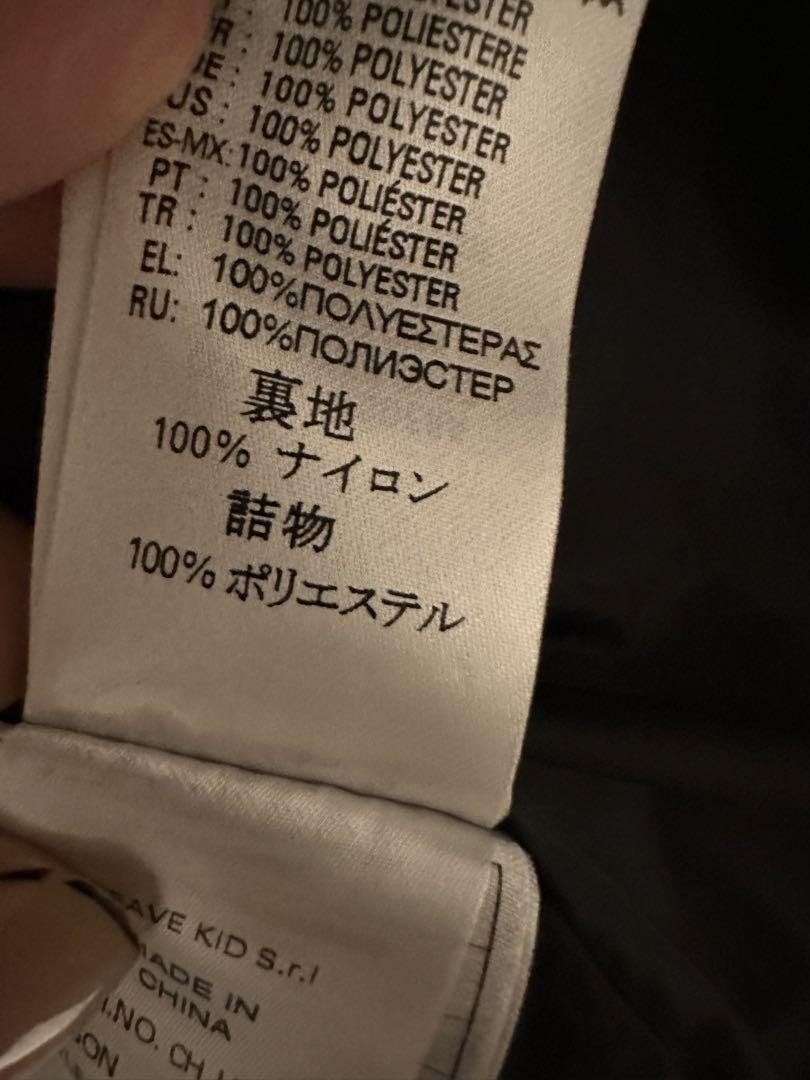 100% POLIESTERE
100% POLYESTER
100% POLYESTER
US: 100% POLYESTER
ES-MX: 100% POLIÉSTER
PT: 100% POLIÉSTER
TR: 100% POLYESTER
EL: 100%ΠΟΛΥΕΣΤΕΡΑΣ
RU: 100%ПОЛИЭСТЕР
裏地
100% ナイロン
詰物
100% ポリエステル
KID S.r.l
MADE IN
CHINA